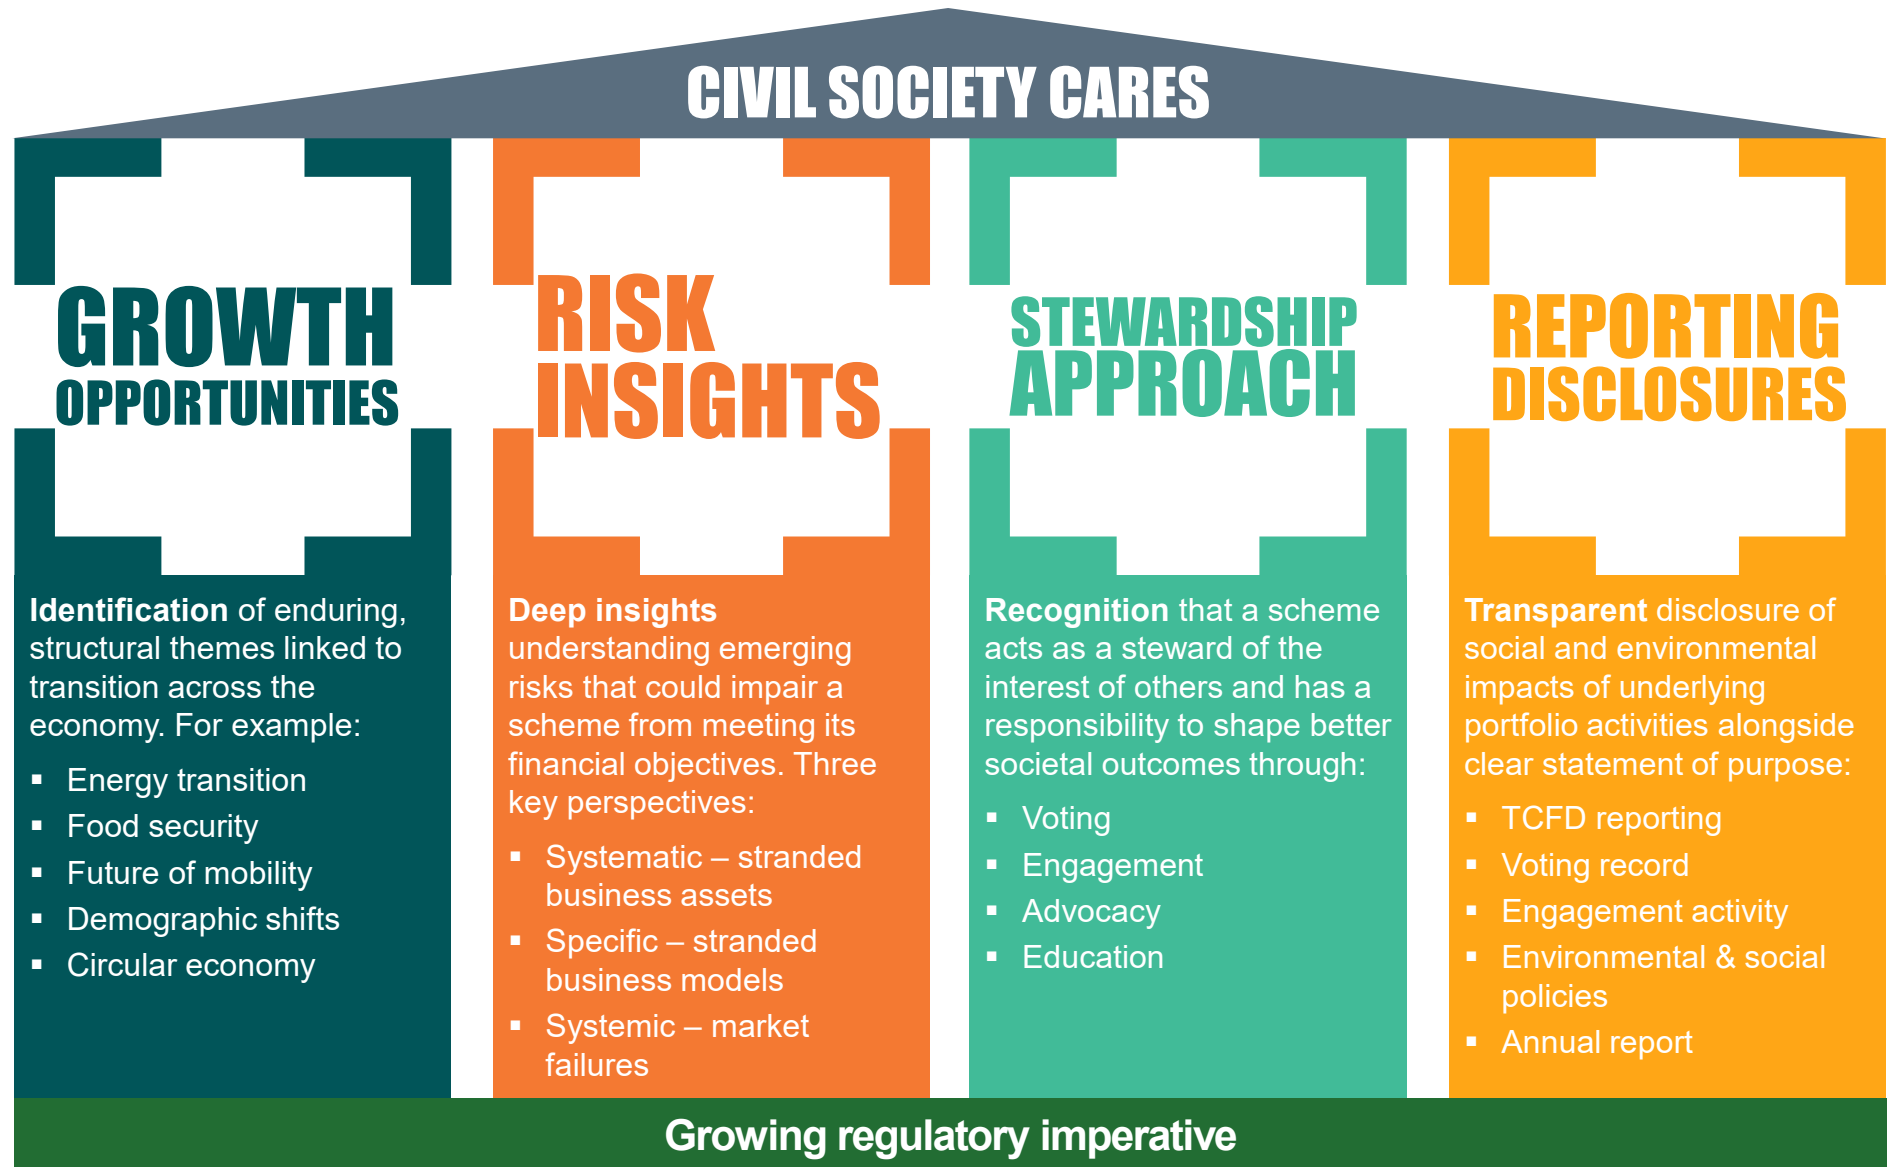 CIVIL SOCIETY CARES
GROWTH
OPPORTUNITIES
Identification of enduring,
structural themes linked to
transition across the
economy. For example:
▪ Energy transition
▪ Food security
▪ Future of mobility
▪ Demographic shifts
▪ Circular economy
RISK
INSIGHTS
Deep insights
understanding emerging
risks that could impair a
scheme from meeting its
financial objectives. Three
key perspectives:
▪ Systematic – stranded
business assets
▪ Specific – stranded
business models
▪ Systemic – market
failures
STEWARDSHIP
APPROACH
Recognition that a scheme
acts as a steward of the
interest of others and has a
responsibility to shape better
societal outcomes through:
▪ Voting
▪ Engagement
▪ Advocacy
▪ Education
REPORTING
DISCLOSURES
Transparent disclosure of
social and environmental
impacts of underlying
portfolio activities alongside
clear statement of purpose:
▪ TCFD reporting
▪ Voting record
▪ Engagement activity
▪ Environmental & social
policies
▪ Annual report
Growing regulatory imperative